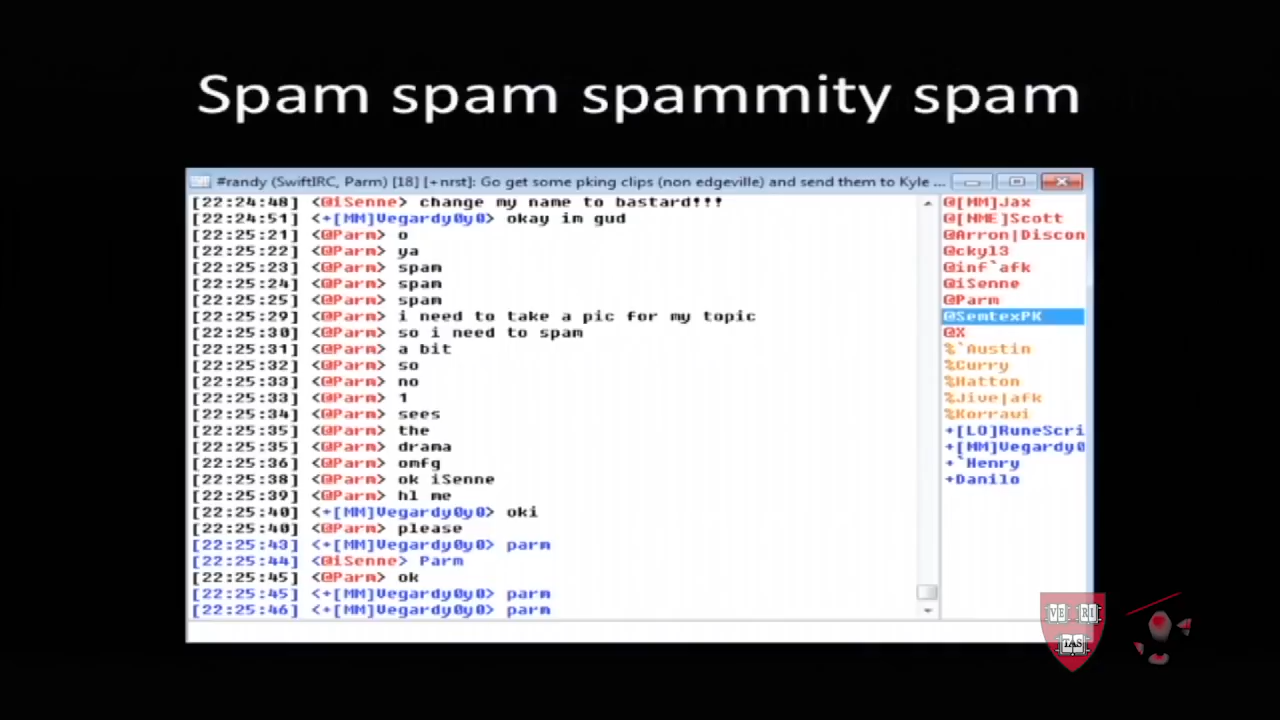 Spam spam spammity spam
#randy (SwiftIRC, Parm) [18] [+nrst]: Go get some pking clips (non edgeville) and send them to Kyle ...
[22:24:48] <@iSenne> change my name to bastard!!!
[22:24:51] <+[MM]Vegardy0y0> okay im gud
[22:25:21] <@Parm> o
[22:25:22] <@Parm> ya
[22:25:23] <@Parm> spam
[22:25:24] <@Parm> spam
[22:25:25] <@Parm> spam
[22:25:29] <@Parm> i need to take a pic for my topic
[22:25:30] <@Parm> so i need to spam
[22:25:31] <@Parm> a bit
[22:25:32] <@Parm> so
[22:25:33] <@Parm> no
[22:25:33] <@Parm> 1
[22:25:34] <@Parm> sees
[22:25:35] <@Parm> the
[22:25:35] <@Parm> drama
[22:25:36] <@Parm> omfg
[22:25:38] <@Parm> ok iSenne
[22:25:39] <@Parm> hl me
[22:25:40] <+[MM]Vegardy0y0> oki
[22:25:40] <@Parm> please
[22:25:43] <+[MM]Vegardy0y0> parm
[22:25:44] <@iSenne> Parm
[22:25:45] <@Parm> ok
[22:25:45] <+[MM]Vegardy0y0> parm
[22:25:46] <+[MM]Vegardy0y0> parm
@[MM]Jax
@[NME]Scott
@Arron|Discon
@ckyl3
@inf`afk
@iSenne
@Parm
@SemtexPK
@X
%`Austin
%Curry
%Hatton
%Jive|afk
%Korrawi
+[LO]RuneScri
+[MM]Vegardy0
+`Henry
+Danilo
VE RI
TAS